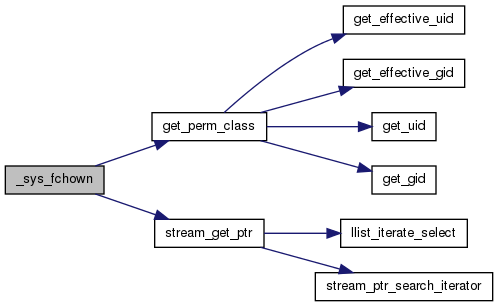 get_effective_uid
get_effective_gid
get_perm_class
get_uid
_sys_fchown
get_gid
stream_get_ptr
llist_iterate_select
stream_ptr_search_iterator